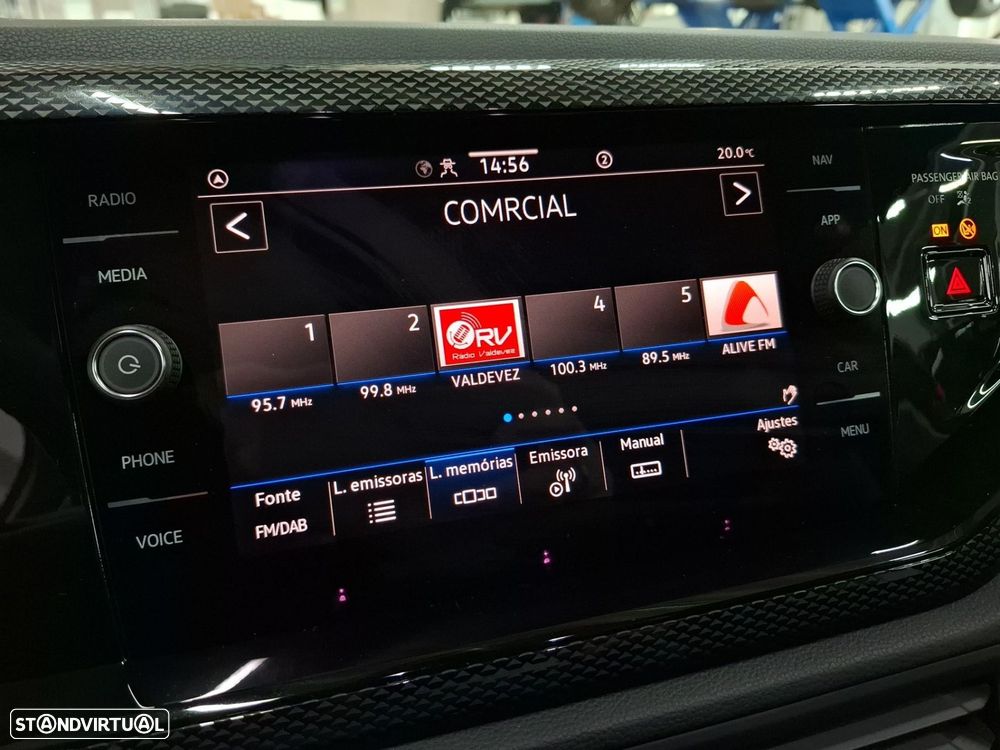 14:56
2
20.0°C
COMRCIAL
RADIO
MEDIA
PHONE
VOICE
NAV
APP
CAR
MENU
PASSENGER AIR BAG
OFF
ON
1
2
4
5
RV
Rádio Valdevez
95.7 MHz
99.8 MHz
VALDEVEZ
100.3 MHz
89.5 MHz
ALIVE FM
Fonte
FM/DAB
L. emissoras
L. memórias
Emissora
Manual
Ajustes
STANDVIRTUAL